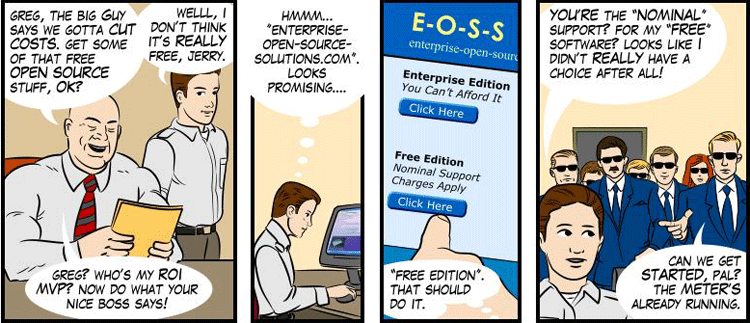 GREG, THE BIG GUY
SAYS WE GOTTA CUT
COSTS. GET SOME
OF THAT FREE
OPEN SOURCE
STUFF, OK?
WELLL, I
DON'T THINK
IT'S REALLY
FREE, JERRY.
GREG? WHO'S MY ROI
MVP? NOW DO WHAT YOUR
NICE BOSS SAYS!
HMMM...
"ENTERPRISE-
OPEN-SOURCE-
SOLUTIONS.COM".
LOOKS
PROMISING....
E-O-S-S
enterprise-open-sourc
Enterprise Edition
You Can't Afford It
Click Here
Free Edition
Nominal Support
Charges Apply
Click Here
"FREE EDITION".
THAT SHOULD
DO IT.
YOU'RE THE "NOMINAL"
SUPPORT? FOR MY "FREE"
SOFTWARE? LOOKS LIKE I
DIDN'T REALLY HAVE A
CHOICE AFTER ALL!
CAN WE GET
STARTED, PAL?
THE METER'S
ALREADY RUNNING.